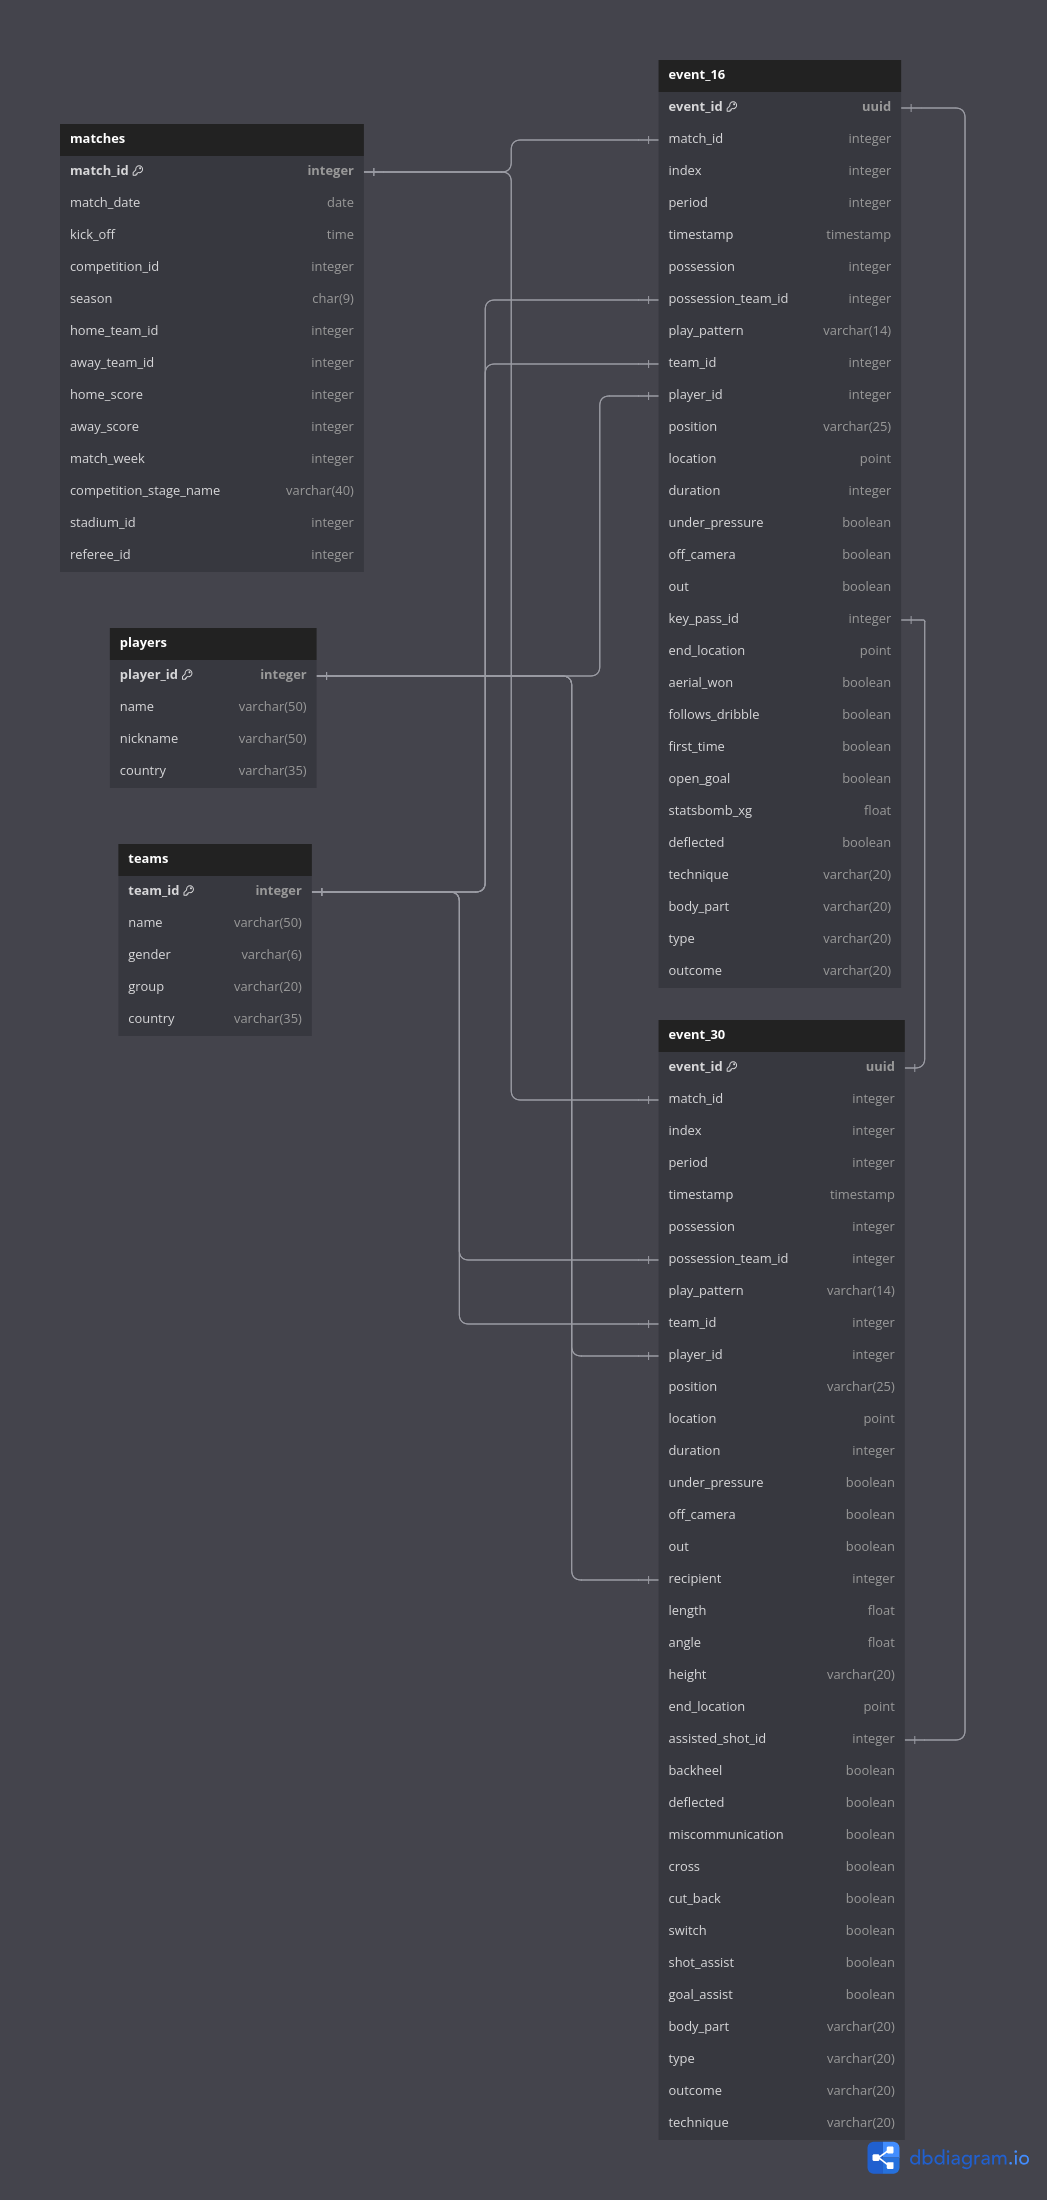 matches
match_id integer
match_date date
kick_off time
competition_id integer
season char(9)
home_team_id integer
away_team_id integer
home_score integer
away_score integer
match_week integer
competition_stage_name varchar(40)
stadium_id integer
referee_id integer
players
player_id integer
name varchar(50)
nickname varchar(50)
country varchar(35)
teams
team_id integer
name varchar(50)
gender varchar(6)
group varchar(20)
country varchar(35)
event_16
event_id uuid
match_id integer
index integer
period integer
timestamp timestamp
possession integer
possession_team_id integer
play_pattern varchar(14)
team_id integer
player_id integer
position varchar(25)
location point
duration integer
under_pressure boolean
off_camera boolean
out boolean
key_pass_id integer
end_location point
aerial_won boolean
follows_dribble boolean
first_time boolean
open_goal boolean
statsbomb_xg float
deflected boolean
technique varchar(20)
body_part varchar(20)
type varchar(20)
outcome varchar(20)
event_30
event_id uuid
match_id integer
index integer
period integer
timestamp timestamp
possession integer
possession_team_id integer
play_pattern varchar(14)
team_id integer
player_id integer
position varchar(25)
location point
duration integer
under_pressure boolean
off_camera boolean
out boolean
recipient integer
length float
angle float
height varchar(20)
end_location point
assisted_shot_id integer
backheel boolean
deflected boolean
miscommunication boolean
cross boolean
cut_back boolean
switch boolean
shot_assist boolean
goal_assist boolean
body_part varchar(20)
type varchar(20)
outcome varchar(20)
technique varchar(20)
dbdiagram.io